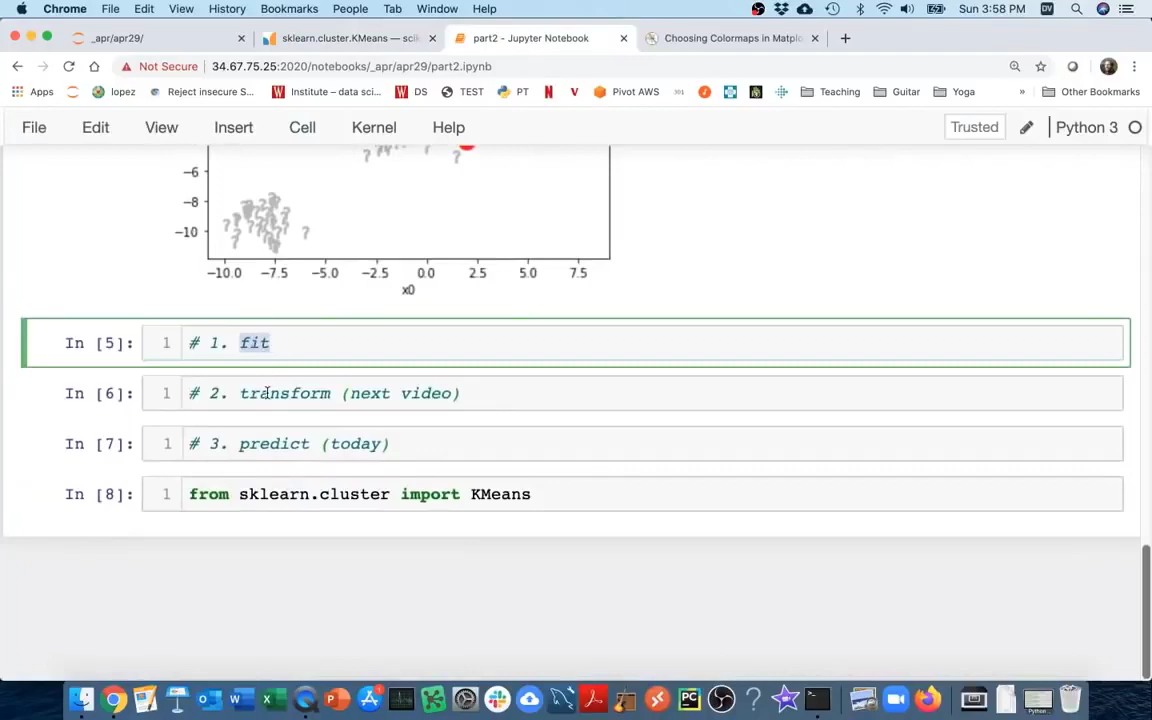 Chrome File Edit View History Bookmarks People Tab Window Help Sun 3:58 PM
_apr/apr29/ sklearn.cluster.KMeans — scik part2 - Jupyter Notebook Choosing Colormaps in Matplo
Not Secure 34.67.75.25:2020/notebooks/_apr/apr29/part2.ipynb
Apps lopez Reject insecure S... Institute – data sci... DS TEST PT Pivot AWS Teaching Guitar Yoga » Other Bookmarks
File Edit View Insert Cell Kernel Help Trusted Python 3
−6
−8
−10
−10.0 −7.5 −5.0 −2.5 0.0 2.5 5.0 7.5
x0
In [5]: 1 # 1. fit
In [6]: 1 # 2. transform (next video)
In [7]: 1 # 3. predict (today)
In [8]: 1 from sklearn.cluster import KMeans